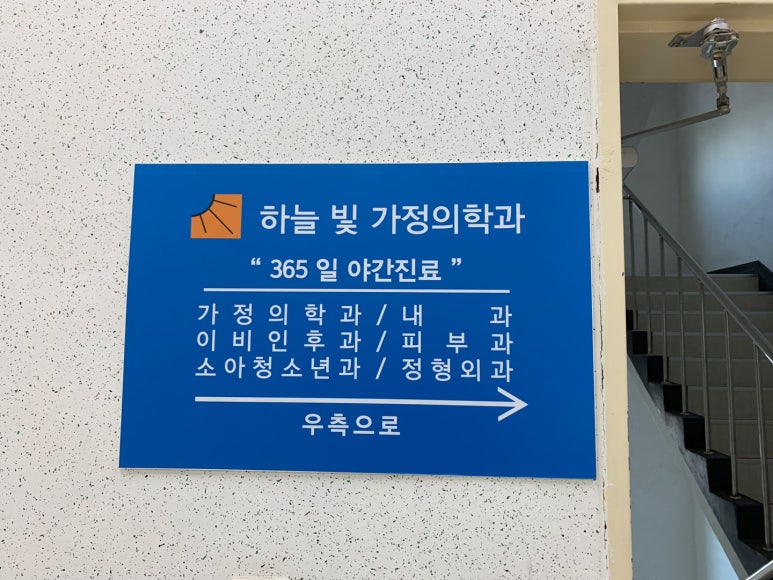 하늘 빛 가정의학과
“ 365 일 야간진료 ”
가 정 의 학 과 / 내 과
이 비 인 후 과 / 피 부 과
소아청소년과 / 정형외과
우측으로